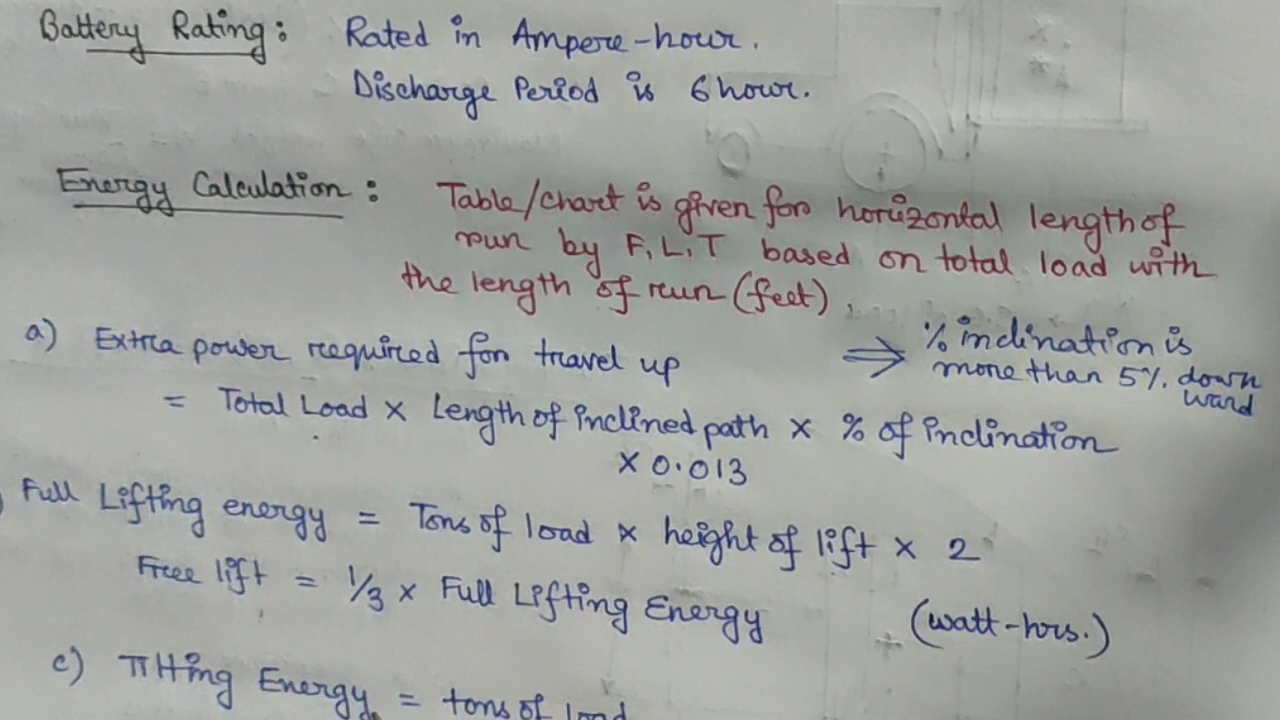 Battery Rating: Rated in Ampere-hour.
Discharge Period is 6 hour.
Energy Calculation: Table/chart is given for horizontal length of
run by F.L.T based on total load with
the length of run (feet),
a) Extra power required for travel up ⇒ % inclination is
more than 5%. down
ward
= Total Load × Length of inclined path × % of inclination
× 0.013
) Full Lifting energy = Tons of load × height of lift × 2
Free lift = 1/3 × Full Lifting Energy (watt-hrs.)
c) Tilting Energy = tons of load